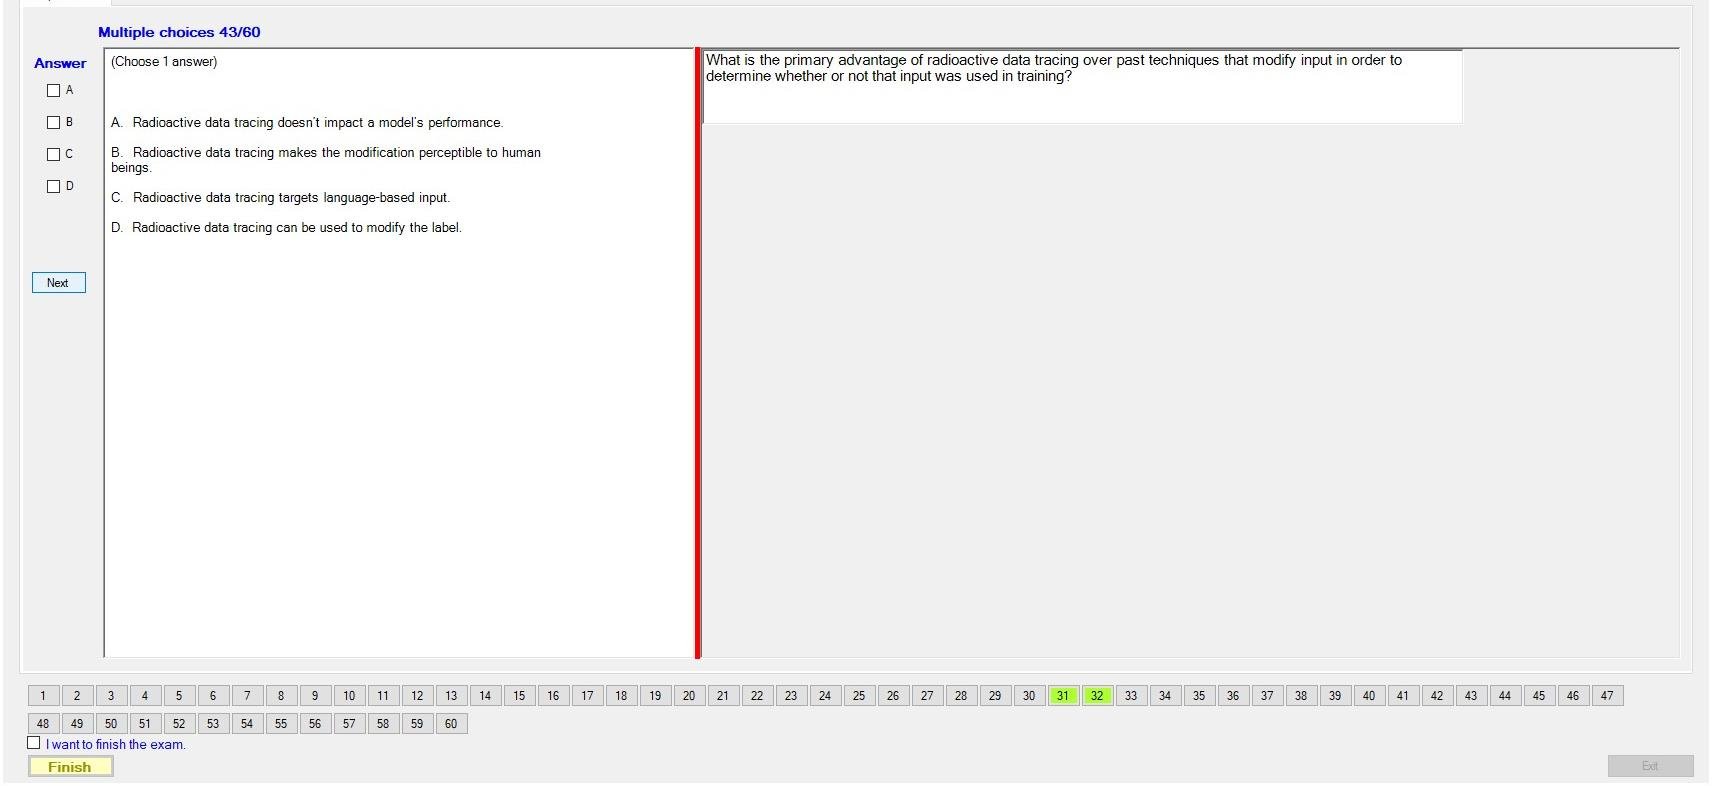 Multiple choices 43/60
Answer
(Choose 1 answer)
What is the primary advantage of radioactive data tracing over past techniques that modify input in order to
determine whether or not that input was used in training?
A
B
C
D
A. Radioactive data tracing doesn't impact a model's performance.
B. Radioactive data tracing makes the modification perceptible to human
beings.
C. Radioactive data tracing targets language-based input.
D. Radioactive data tracing can be used to modify the label.
Next
1 2 3 4 5 6 7 8 9 10 11 12 13 14 15 16 17 18 19 20 21 22 23 24 25 26 27 28 29 30 31 32 33 34 35 36 37 38 39 40 41 42 43 44 45 46 47
48 49 50 51 52 53 54 55 56 57 58 59 60
I want to finish the exam.
Finish
Exit